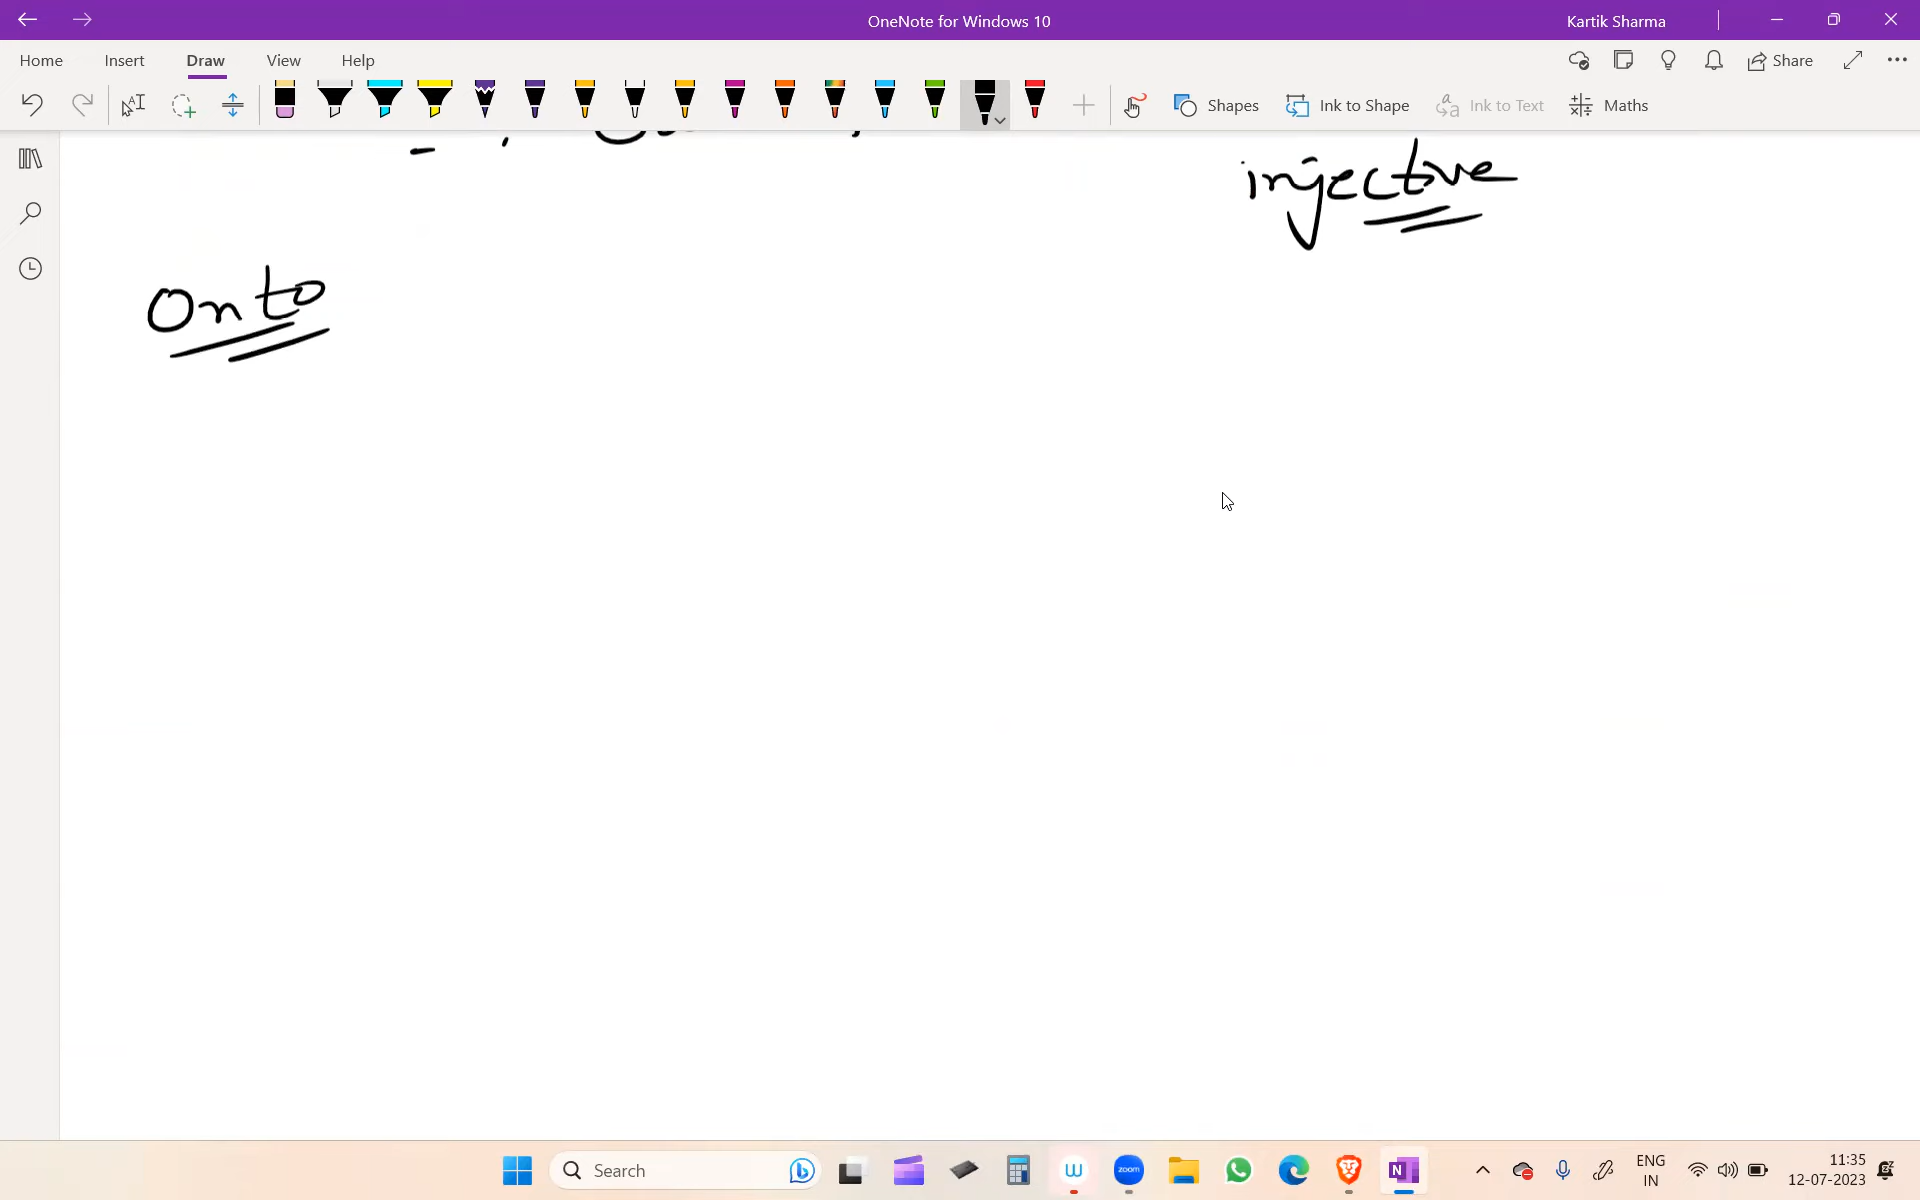 OneNote for Windows 10
Kartik Sharma
Home Insert Draw View Help
Share
Shapes Ink to Shape Ink to Text Maths
injective
Onto
Search
zoom
ENG
IN
11:35
12-07-2023